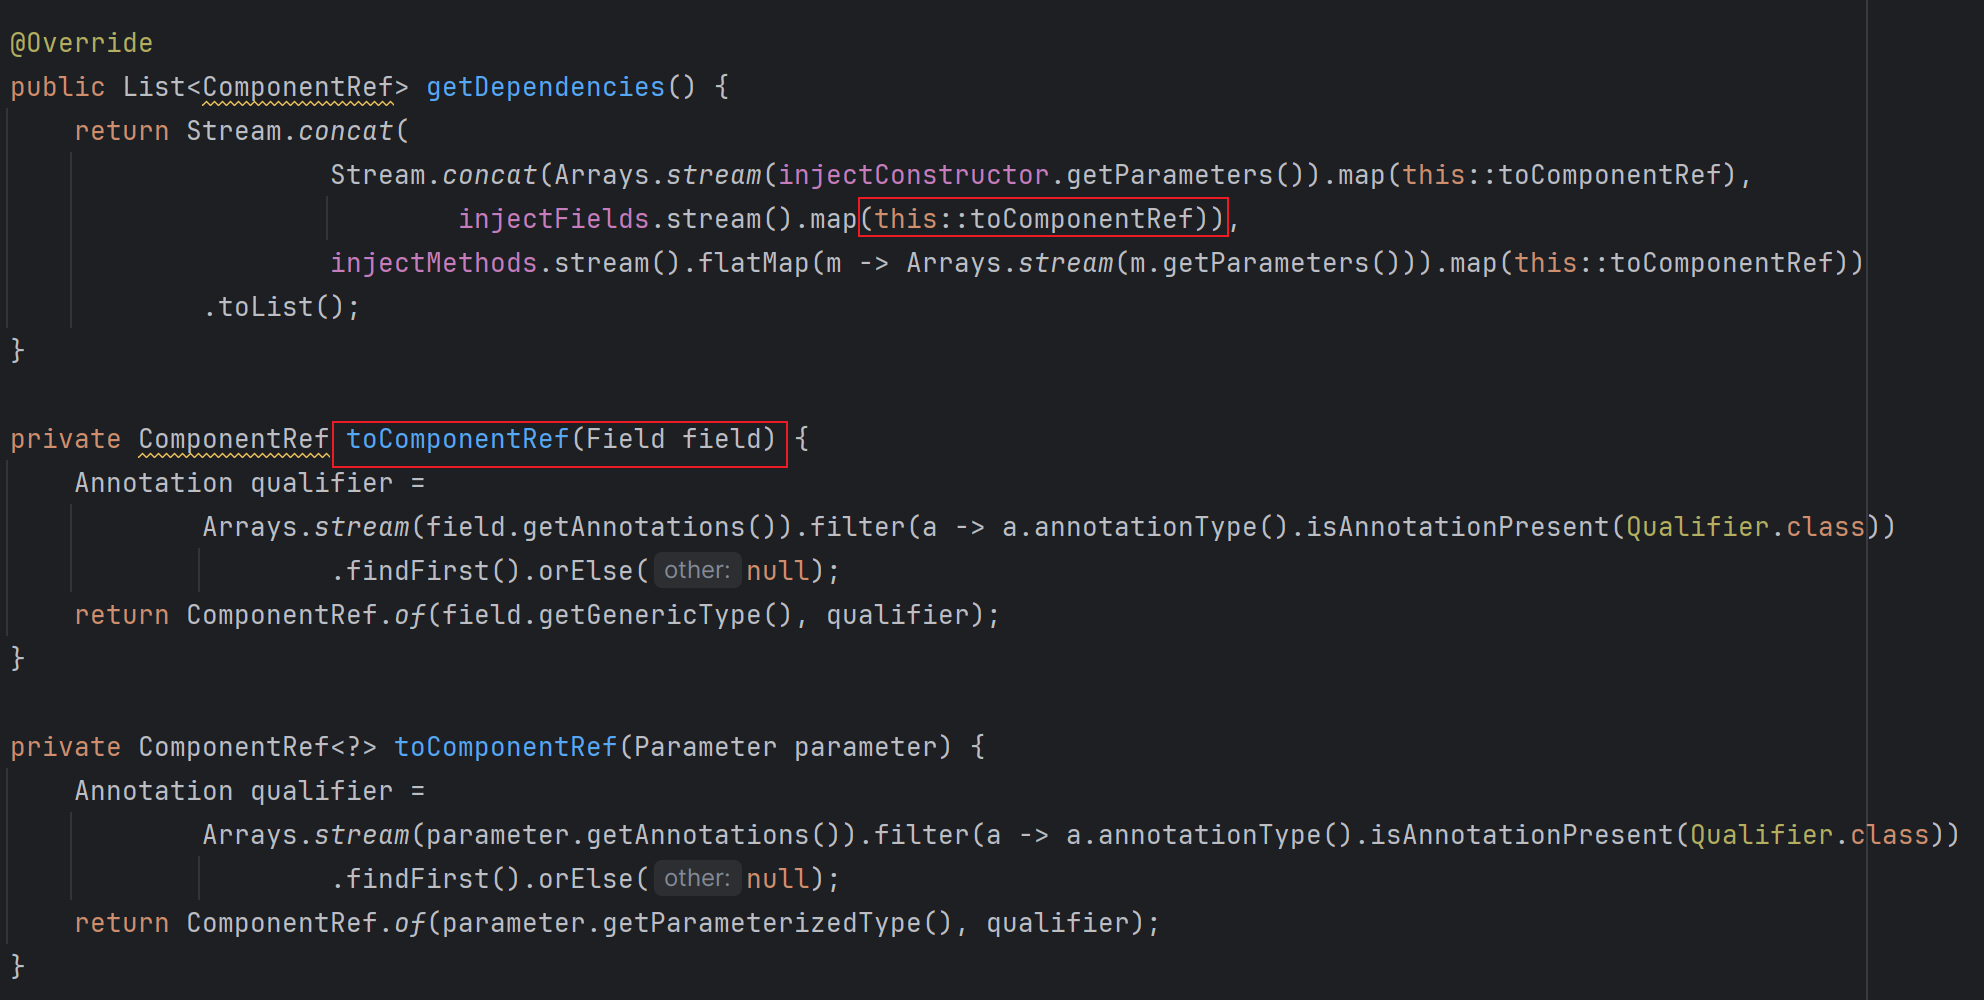 @Override
public List<ComponentRef> getDependencies() {
    return Stream.concat(
                    Stream.concat(Arrays.stream(injectConstructor.getParameters()).map(this::toComponentRef),
                            injectFields.stream().map(this::toComponentRef)),
                    injectMethods.stream().flatMap(m -> Arrays.stream(m.getParameters())).map(this::toComponentRef))
            .toList();
}

private ComponentRef toComponentRef(Field field) {
    Annotation qualifier =
            Arrays.stream(field.getAnnotations()).filter(a -> a.annotationType().isAnnotationPresent(Qualifier.class))
                    .findFirst().orElse( other: null);
    return ComponentRef.of(field.getGenericType(), qualifier);
}

private ComponentRef<?> toComponentRef(Parameter parameter) {
    Annotation qualifier =
            Arrays.stream(parameter.getAnnotations()).filter(a -> a.annotationType().isAnnotationPresent(Qualifier.class))
                    .findFirst().orElse( other: null);
    return ComponentRef.of(parameter.getParameterizedType(), qualifier);
}